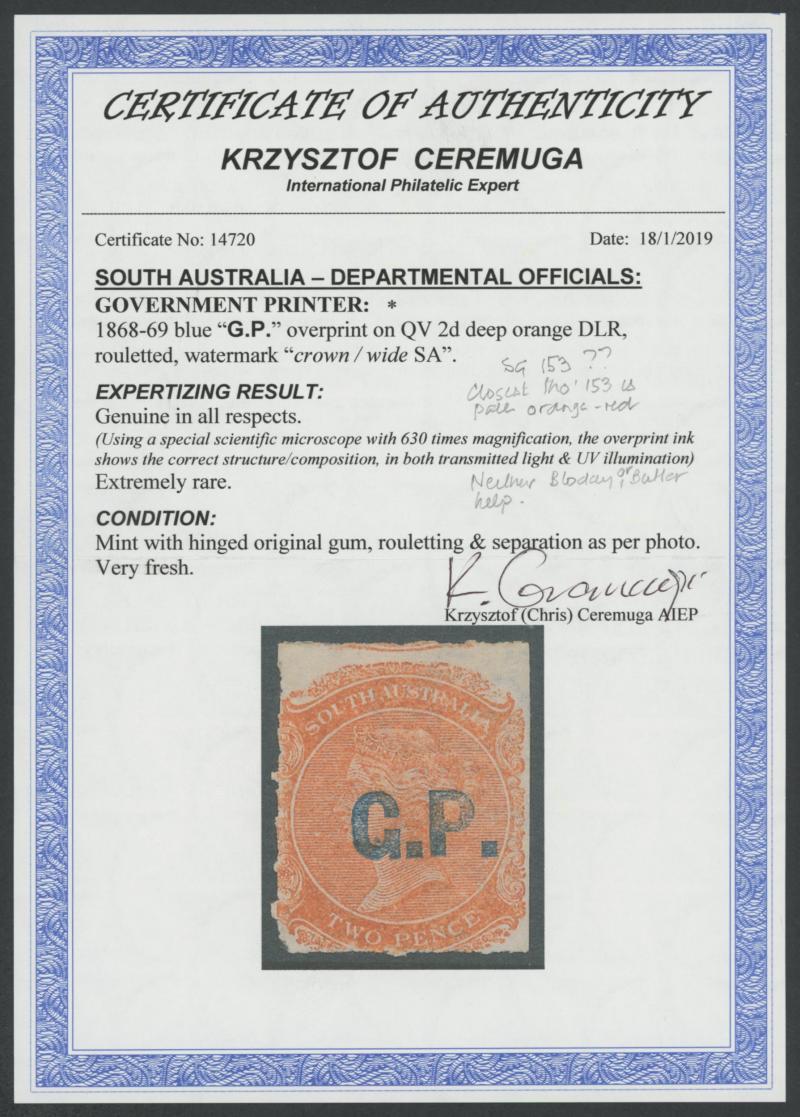 CERTIFICATE OF AUTHENTICITY
KRZYSZTOF CEREMUGA
International Philatelic Expert
Certificate No: 14720 Date: 18/1/2019
SOUTH AUSTRALIA – DEPARTMENTAL OFFICIALS:
GOVERNMENT PRINTER: *
1868-69 blue “G.P.” overprint on QV 2d deep orange DLR,
rouletted, watermark “crown / wide SA”.
SG 153 ??
Closest tho' 153 is
pale orange-red
EXPERTIZING RESULT:
Genuine in all respects.
(Using a special scientific microscope with 630 times magnification, the overprint ink
shows the correct structure/composition, in both transmitted light & UV illumination)
Extremely rare.
Neither or Butler
help.
CONDITION:
Mint with hinged original gum, rouletting & separation as per photo.
Very fresh.
K. Ceremuga
Krzysztof (Chris) Ceremuga AIEP
SOUTH AUSTRALIA
G.P.
TWO PENCE